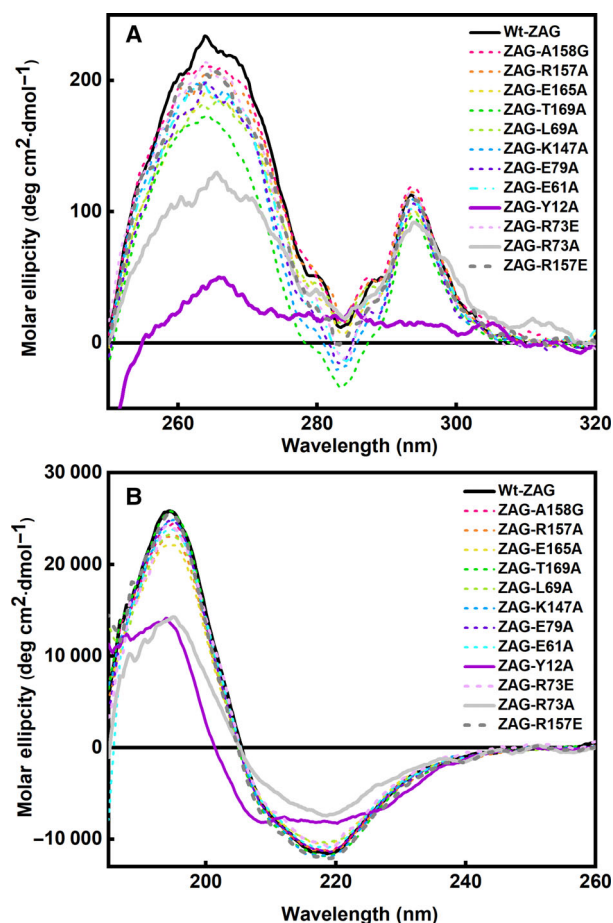 A
Wt-ZAG
ZAG-A158G
ZAG-R157A
ZAG-E165A
ZAG-T169A
ZAG-L69A
ZAG-K147A
ZAG-E79A
ZAG-E61A
ZAG-Y12A
ZAG-R73E
ZAG-R73A
ZAG-R157E
Molar ellipcity (deg cm2·dmol−1)
200
100
0
260 280 300 320
Wavelength (nm)
B
Wt-ZAG
ZAG-A158G
ZAG-R157A
ZAG-E165A
ZAG-T169A
ZAG-L69A
ZAG-K147A
ZAG-E79A
ZAG-E61A
ZAG-Y12A
ZAG-R73E
ZAG-R73A
ZAG-R157E
Molar ellipcity (deg cm2·dmol−1)
30 000
20 000
10 000
0
−10 000
200 220 240 260
Wavelength (nm)